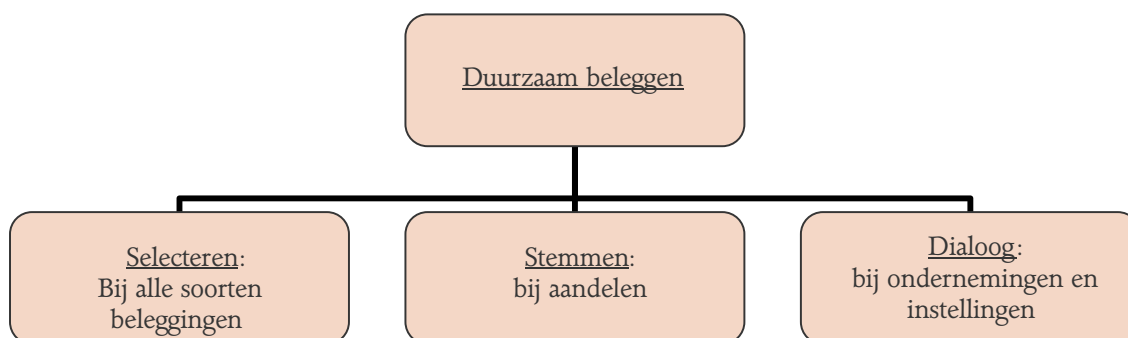 Duurzaam beleggen
Selecteren:
Bij alle soorten
beleggingen
Stemmen:
bij aandelen
Dialoog:
bij ondernemingen en
instellingen